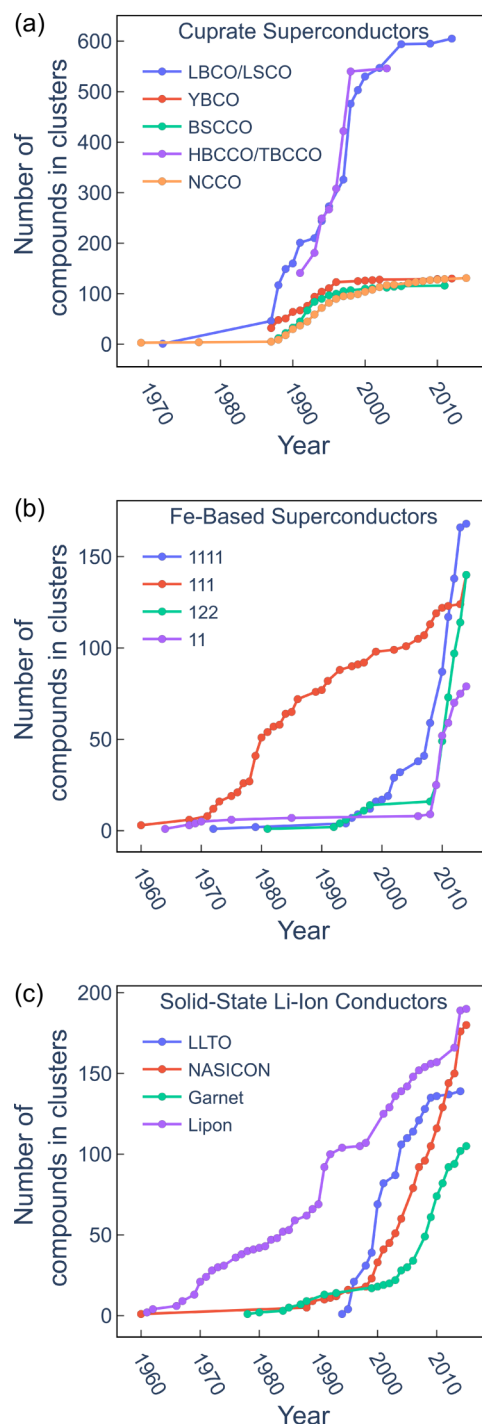 (a)
Cuprate Superconductors
600
500
400
300
200
100
0
Number of
compounds in clusters
LBCO/LSCO
YBCO
BSCCO
HBCCO/TBCCO
NCCO
1970
1980
1990
2000
2010
Year
(b)
Fe-Based Superconductors
150
100
50
0
Number of
compounds in clusters
1111
111
122
11
1960
1970
1980
1990
2000
2010
Year
(c)
Solid-State Li-Ion Conductors
200
150
100
50
0
Number of
compounds in clusters
LLTO
NASICON
Garnet
Lipon
1960
1970
1980
1990
2000
2010
Year